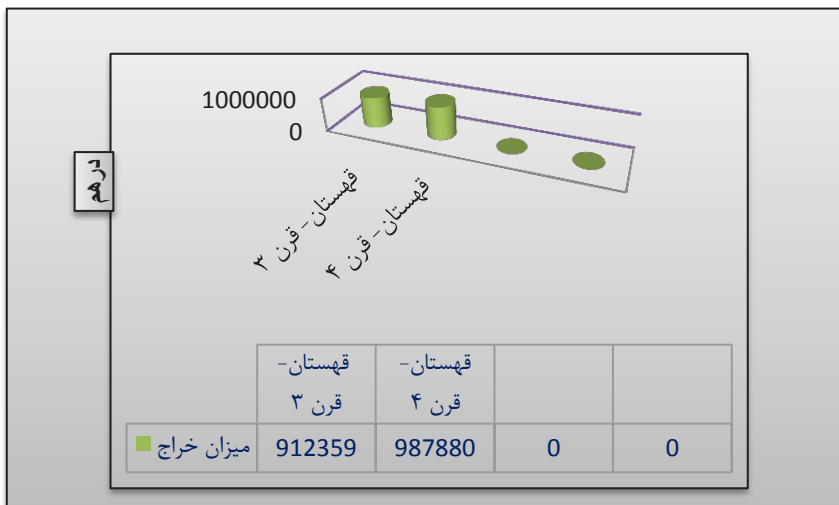 1000000
0
درهم
قهستان - قرن ۳
قهستان - قرن ۴
قهستان- قهستان-
قرن ۳ قرن ۴
میزان خراج 912359 987880 0 0